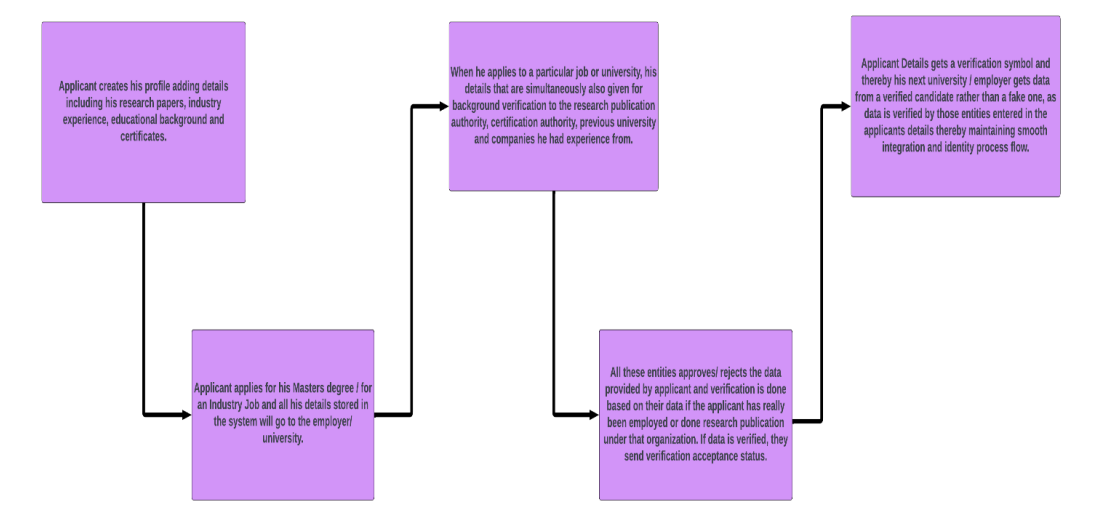 Applicant creates his profile adding details
including his research papers, industry
experience, educational background and
certificates.
Applicant applies for his Masters degree / for
an Industry Job and all his details stored in
the system will go to the employer/
university.
When he applies to a particular job or university, his
details that are simultaneously also given for
background verification to the research publication
authority, certification authority, previous university
and companies he had experience from.
All these entities approves/ rejects the data
provided by applicant and verification is done
based on their data if the applicant has really
been employed or done research publication
under that organization. If data is verified, they
send verification acceptance status.
Applicant Details gets a verification symbol and
thereby his next university / employer gets data
from a verified candidate rather than a fake one, as
data is verified by those entities entered in the
applicants details thereby maintaining smooth
integration and identity process flow.